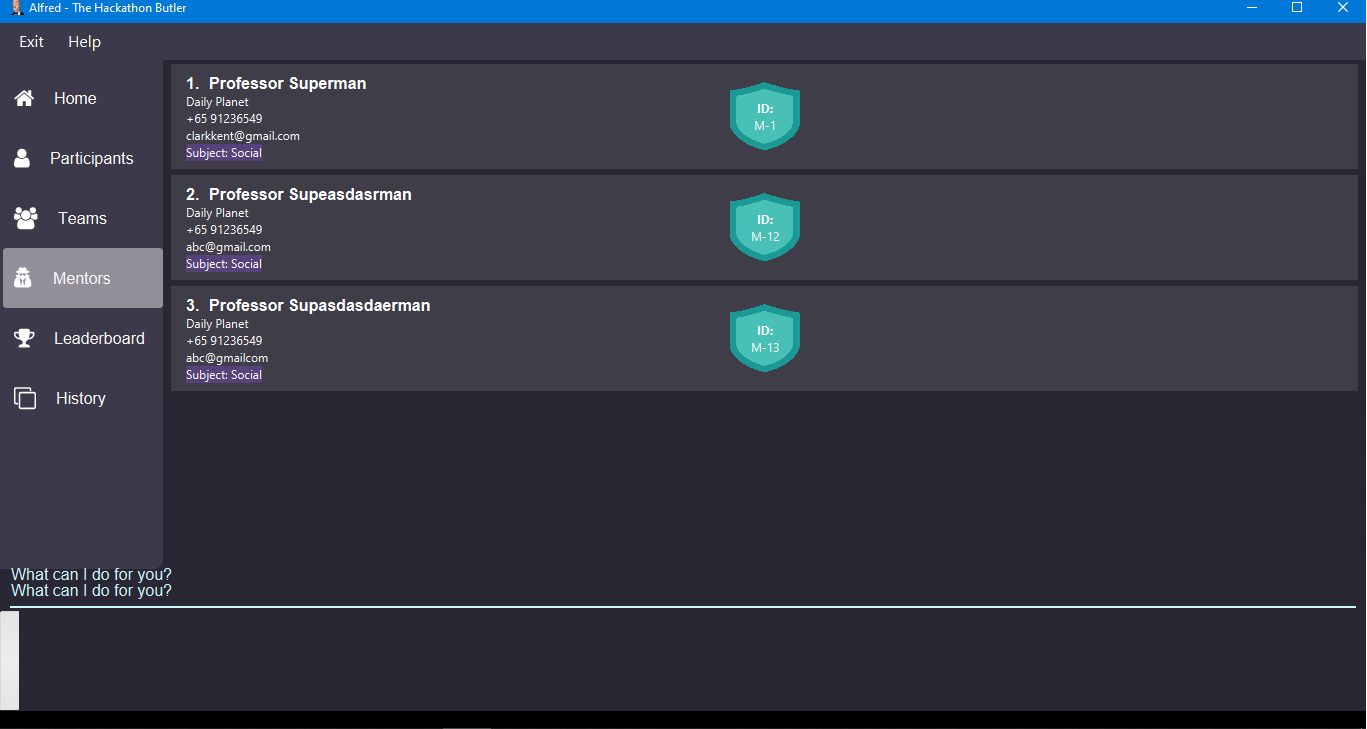 Alfred - The Hackathon Butler
Exit Help
Home
Participants
Teams
Mentors
Leaderboard
History
1. Professor Superman
Daily Planet
+65 91236549
clarkkent@gmail.com
Subject: Social
ID:
M-1
2. Professor Supeasdasrman
Daily Planet
+65 91236549
abc@gmail.com
Subject: Social
ID:
M-12
3. Professor Supasdasdaerman
Daily Planet
+65 91236549
abc@gmailcom
Subject: Social
ID:
M-13
What can I do for you?
What can I do for you?